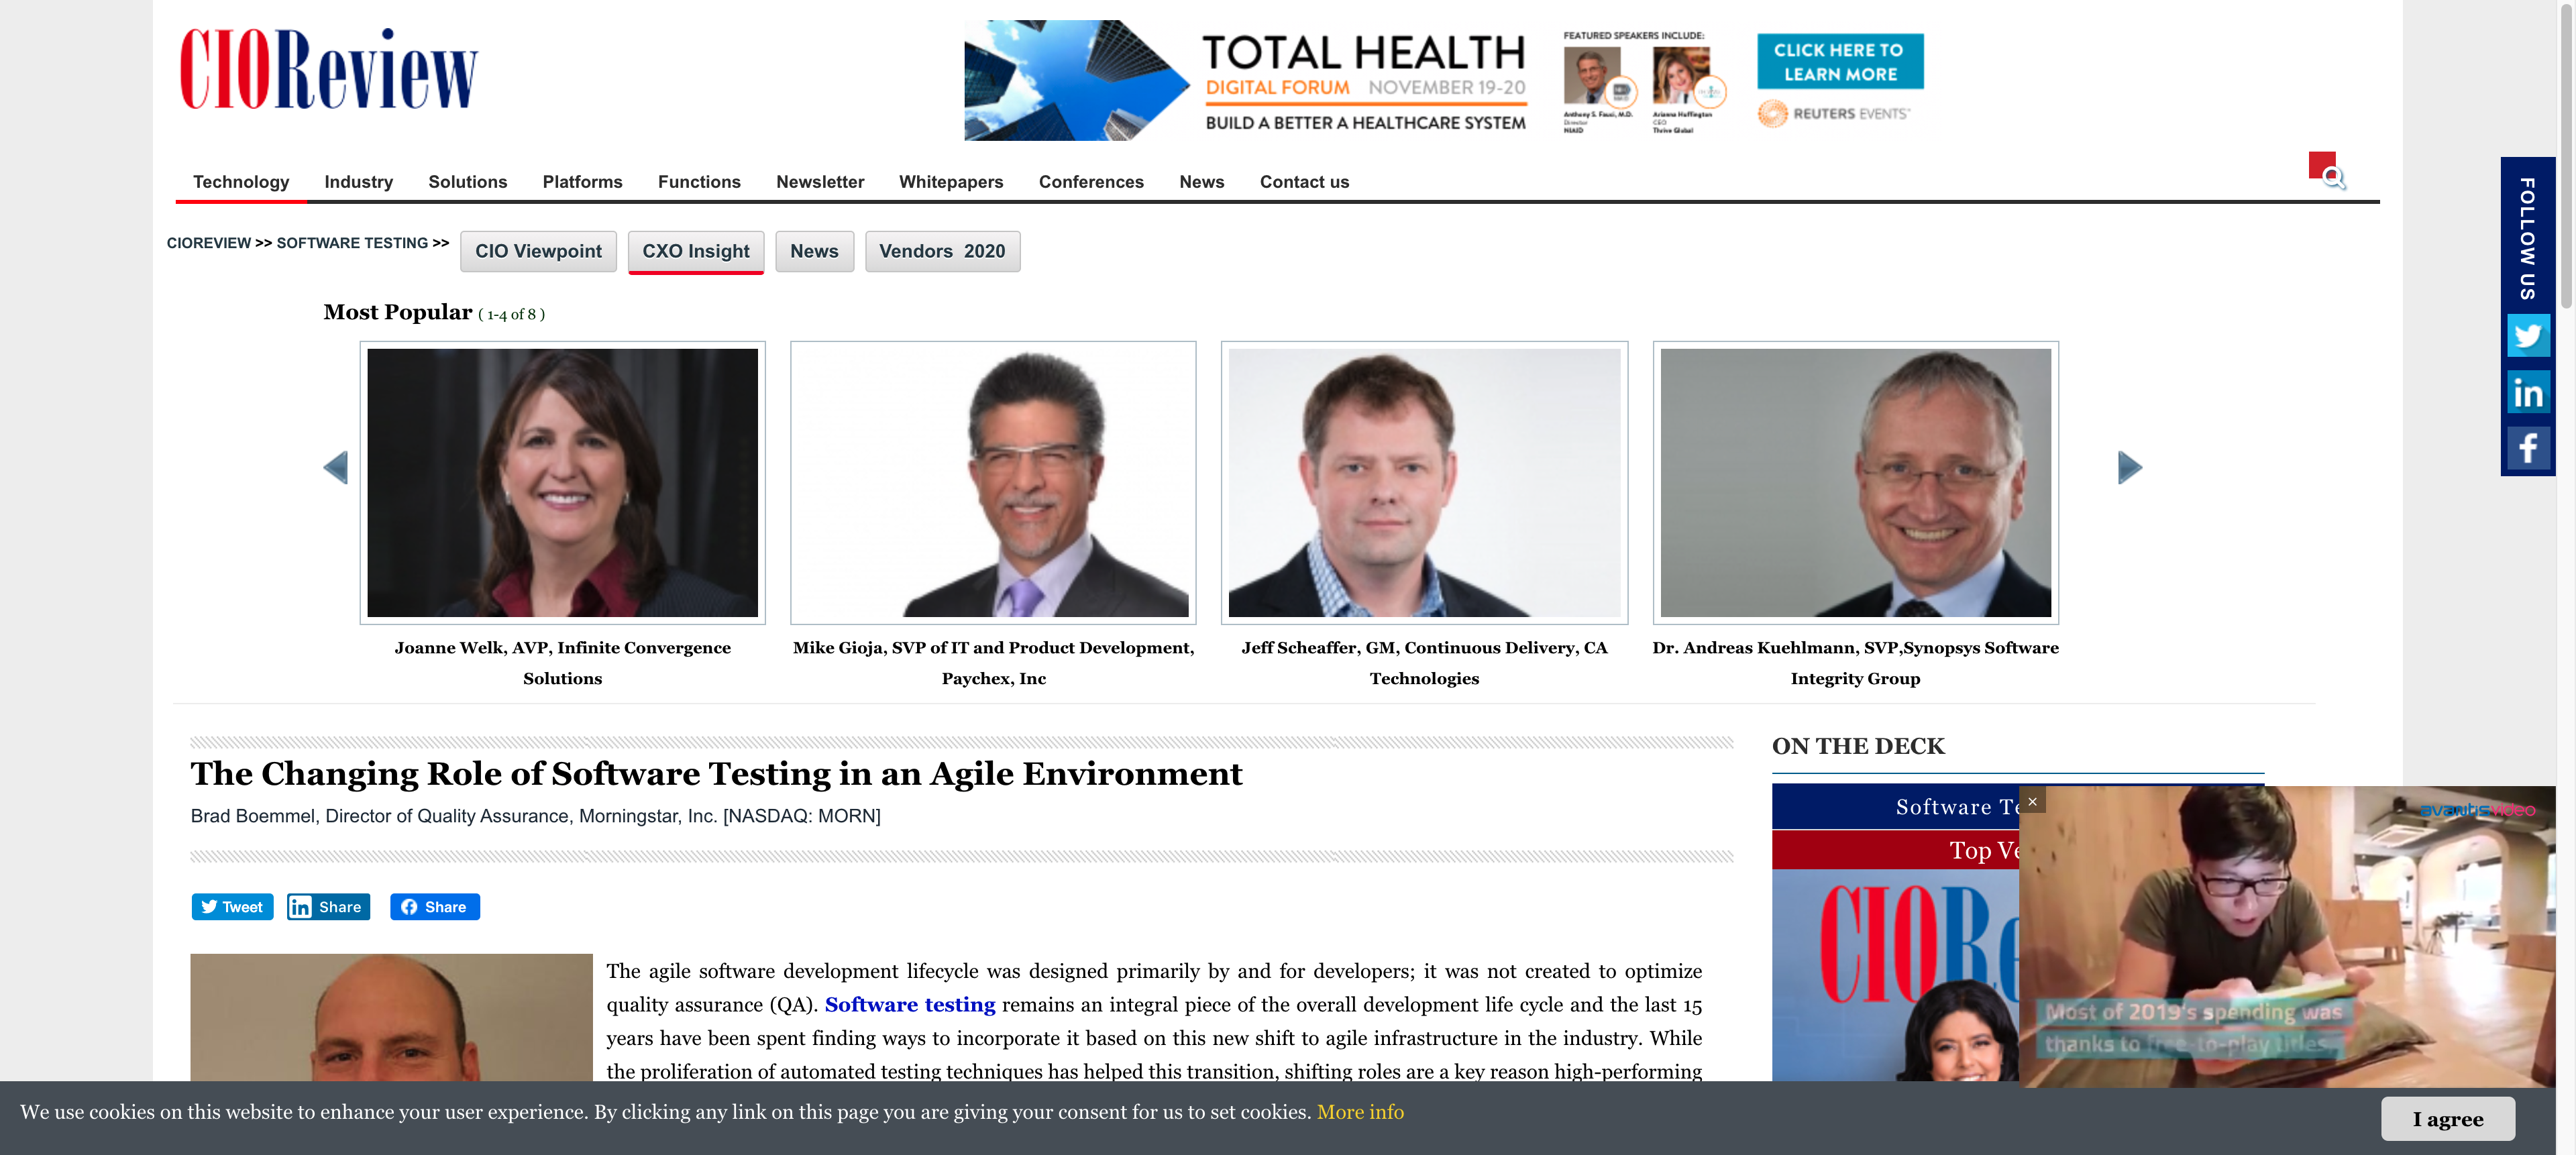 CIOReview
TOTAL HEALTH
DIGITAL FORUM NOVEMBER 19-20
BUILD A BETTER A HEALTHCARE SYSTEM
FEATURED SPEAKERS INCLUDE:
Anthony S. Fauci, M.D.
Director
NIAID
Arianna Huffington
CEO
Thrive Global
CLICK HERE TO
LEARN MORE
REUTERS EVENTS
Technology Industry Solutions Platforms Functions Newsletter Whitepapers Conferences News Contact us
FOLLOW US
CIOREVIEW >> SOFTWARE TESTING >>
CIO Viewpoint
CXO Insight
News
Vendors 2020
Most Popular ( 1-4 of 8 )
Joanne Welk, AVP, Infinite Convergence
Solutions
Mike Gioja, SVP of IT and Product Development,
Paychex, Inc
Jeff Scheaffer, GM, Continuous Delivery, CA
Technologies
Dr. Andreas Kuehlmann, SVP,Synopsys Software
Integrity Group
The Changing Role of Software Testing in an Agile Environment
Brad Boemmel, Director of Quality Assurance, Morningstar, Inc. [NASDAQ: MORN]
Tweet
in Share
Share
The agile software development lifecycle was designed primarily by and for developers; it was not created to optimize
quality assurance (QA). Software testing remains an integral piece of the overall development life cycle and the last 15
years have been spent finding ways to incorporate it based on this new shift to agile infrastructure in the industry. While
the proliferation of automated testing techniques has helped this transition, shifting roles are a key reason high-performing
ON THE DECK
Software Te
Top Ve
CIORe
×
avantisvideo
Most of 2019's spending was
thanks to free-to-play titles
We use cookies on this website to enhance your user experience. By clicking any link on this page you are giving your consent for us to set cookies. More info
I agree